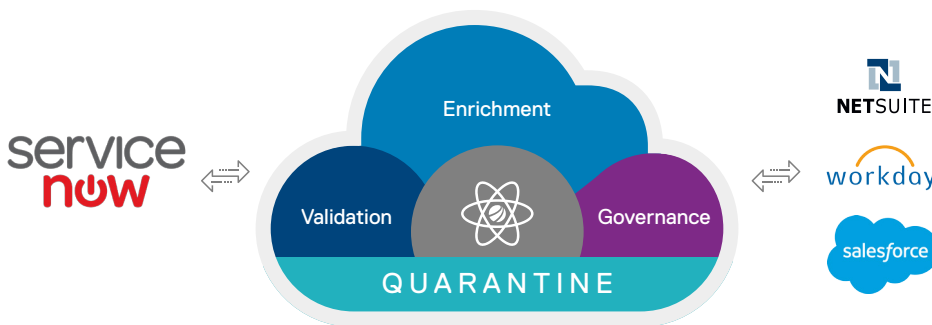 service
now
Enrichment
Validation
Governance
QUARANTINE
NETSUITE
workday
salesforce